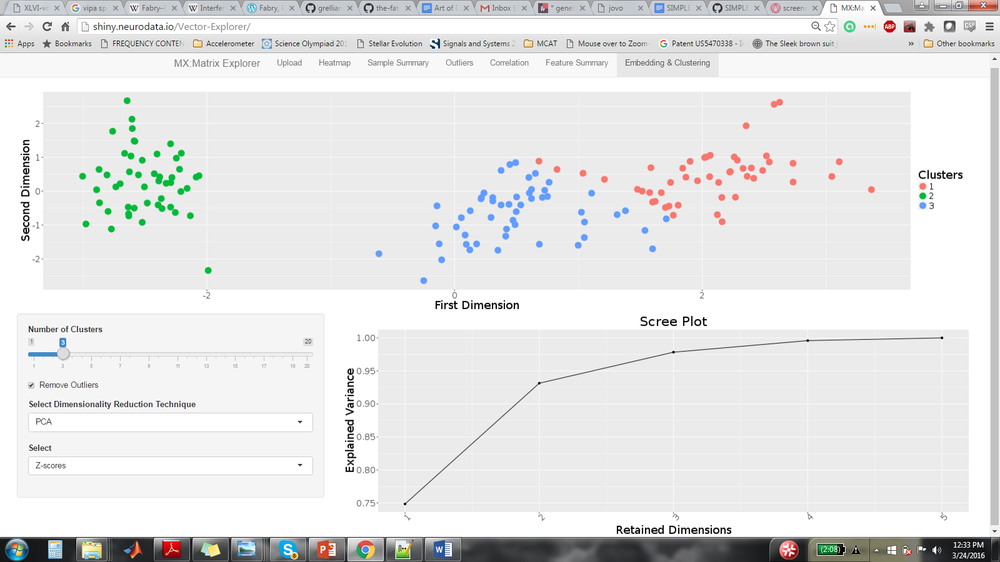 XLVI-vo
vipa sp
Fabry–F
Interfer
Fabry, F
grellian
the-fat
Art of D
Inbox (
* gener
jovo
SIMPLE
SIMPLE
screens
MX:Ma
shiny.neurodata.io/Vector-Explorer/
Apps
Bookmarks
FREQUENCY CONTEN
Accelerometer
Science Olympiad 201
Stellar Evolution
Signals and Systems 2
MCAT
Mouse over to Zoom-
Patent US5470338 - I
The Sleek brown suit j
»
Other bookmarks
ABP
CSS
MX:Matrix Explorer
Upload
Heatmap
Sample Summary
Outliers
Correlation
Feature Summary
Embedding & Clustering
Second Dimension
2
1
0
-1
-2
-2
0
2
First Dimension
Clusters
1
2
3
Number of Clusters
1
3
20
1 3 5 7 9 11 13 15 17 19 20
Remove Outliers
Select Dimensionality Reduction Technique
PCA
Select
Z-scores
Scree Plot
Explained Variance
1.00
0.95
0.90
0.85
0.80
0.75
1 2 3 4 5
Retained Dimensions
(2:08)
12:33 PM
3/24/2016